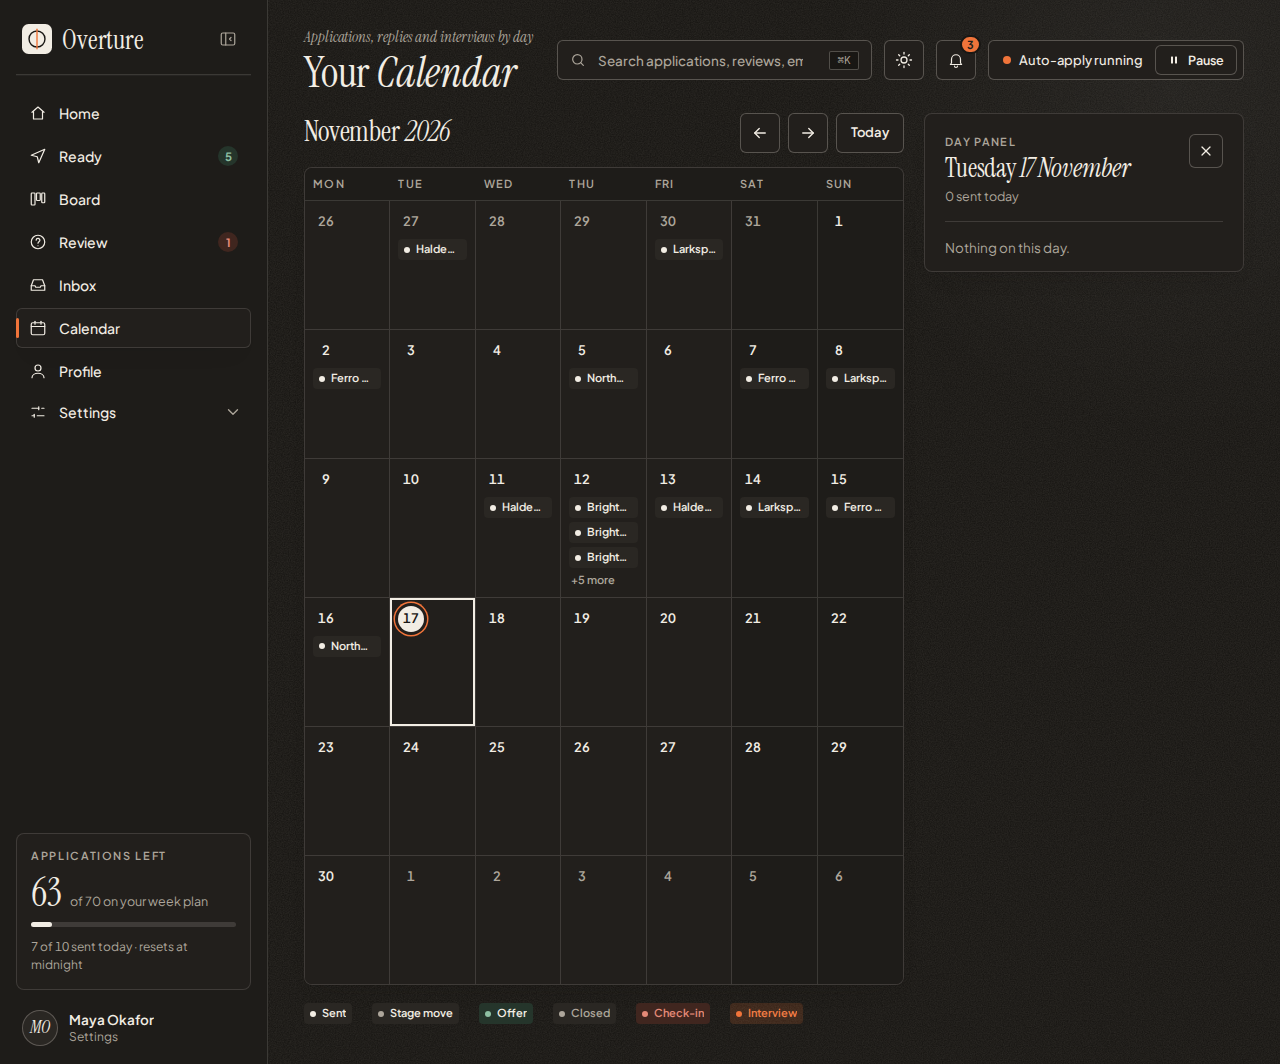 Overture
Home
Ready 5
Board
Review 1
Inbox
Calendar
Profile
Settings
APPLICATIONS LEFT
63 of 70 on your week plan
7 of 10 sent today · resets at
midnight
MO
Maya Okafor
Settings
Applications, replies and interviews by day
Your Calendar
Search applications, reviews, em
⌘K
3
Auto-apply running
Pause
November 2026
Today
MON TUE WED THU FRI SAT SUN
26 27 28 29 30 31 1
Halde… Larksp…
2 3 4 5 6 7 8
Ferro … North… Ferro … Larksp…
9 10 11 12 13 14 15
Halde… Bright… Halde… Larksp… Ferro …
Bright…
Bright…
+5 more
16 17 18 19 20 21 22
North…
23 24 25 26 27 28 29
30 1 2 3 4 5 6
Sent Stage move Offer Closed Check-in Interview
DAY PANEL
Tuesday 17 November
0 sent today
Nothing on this day.